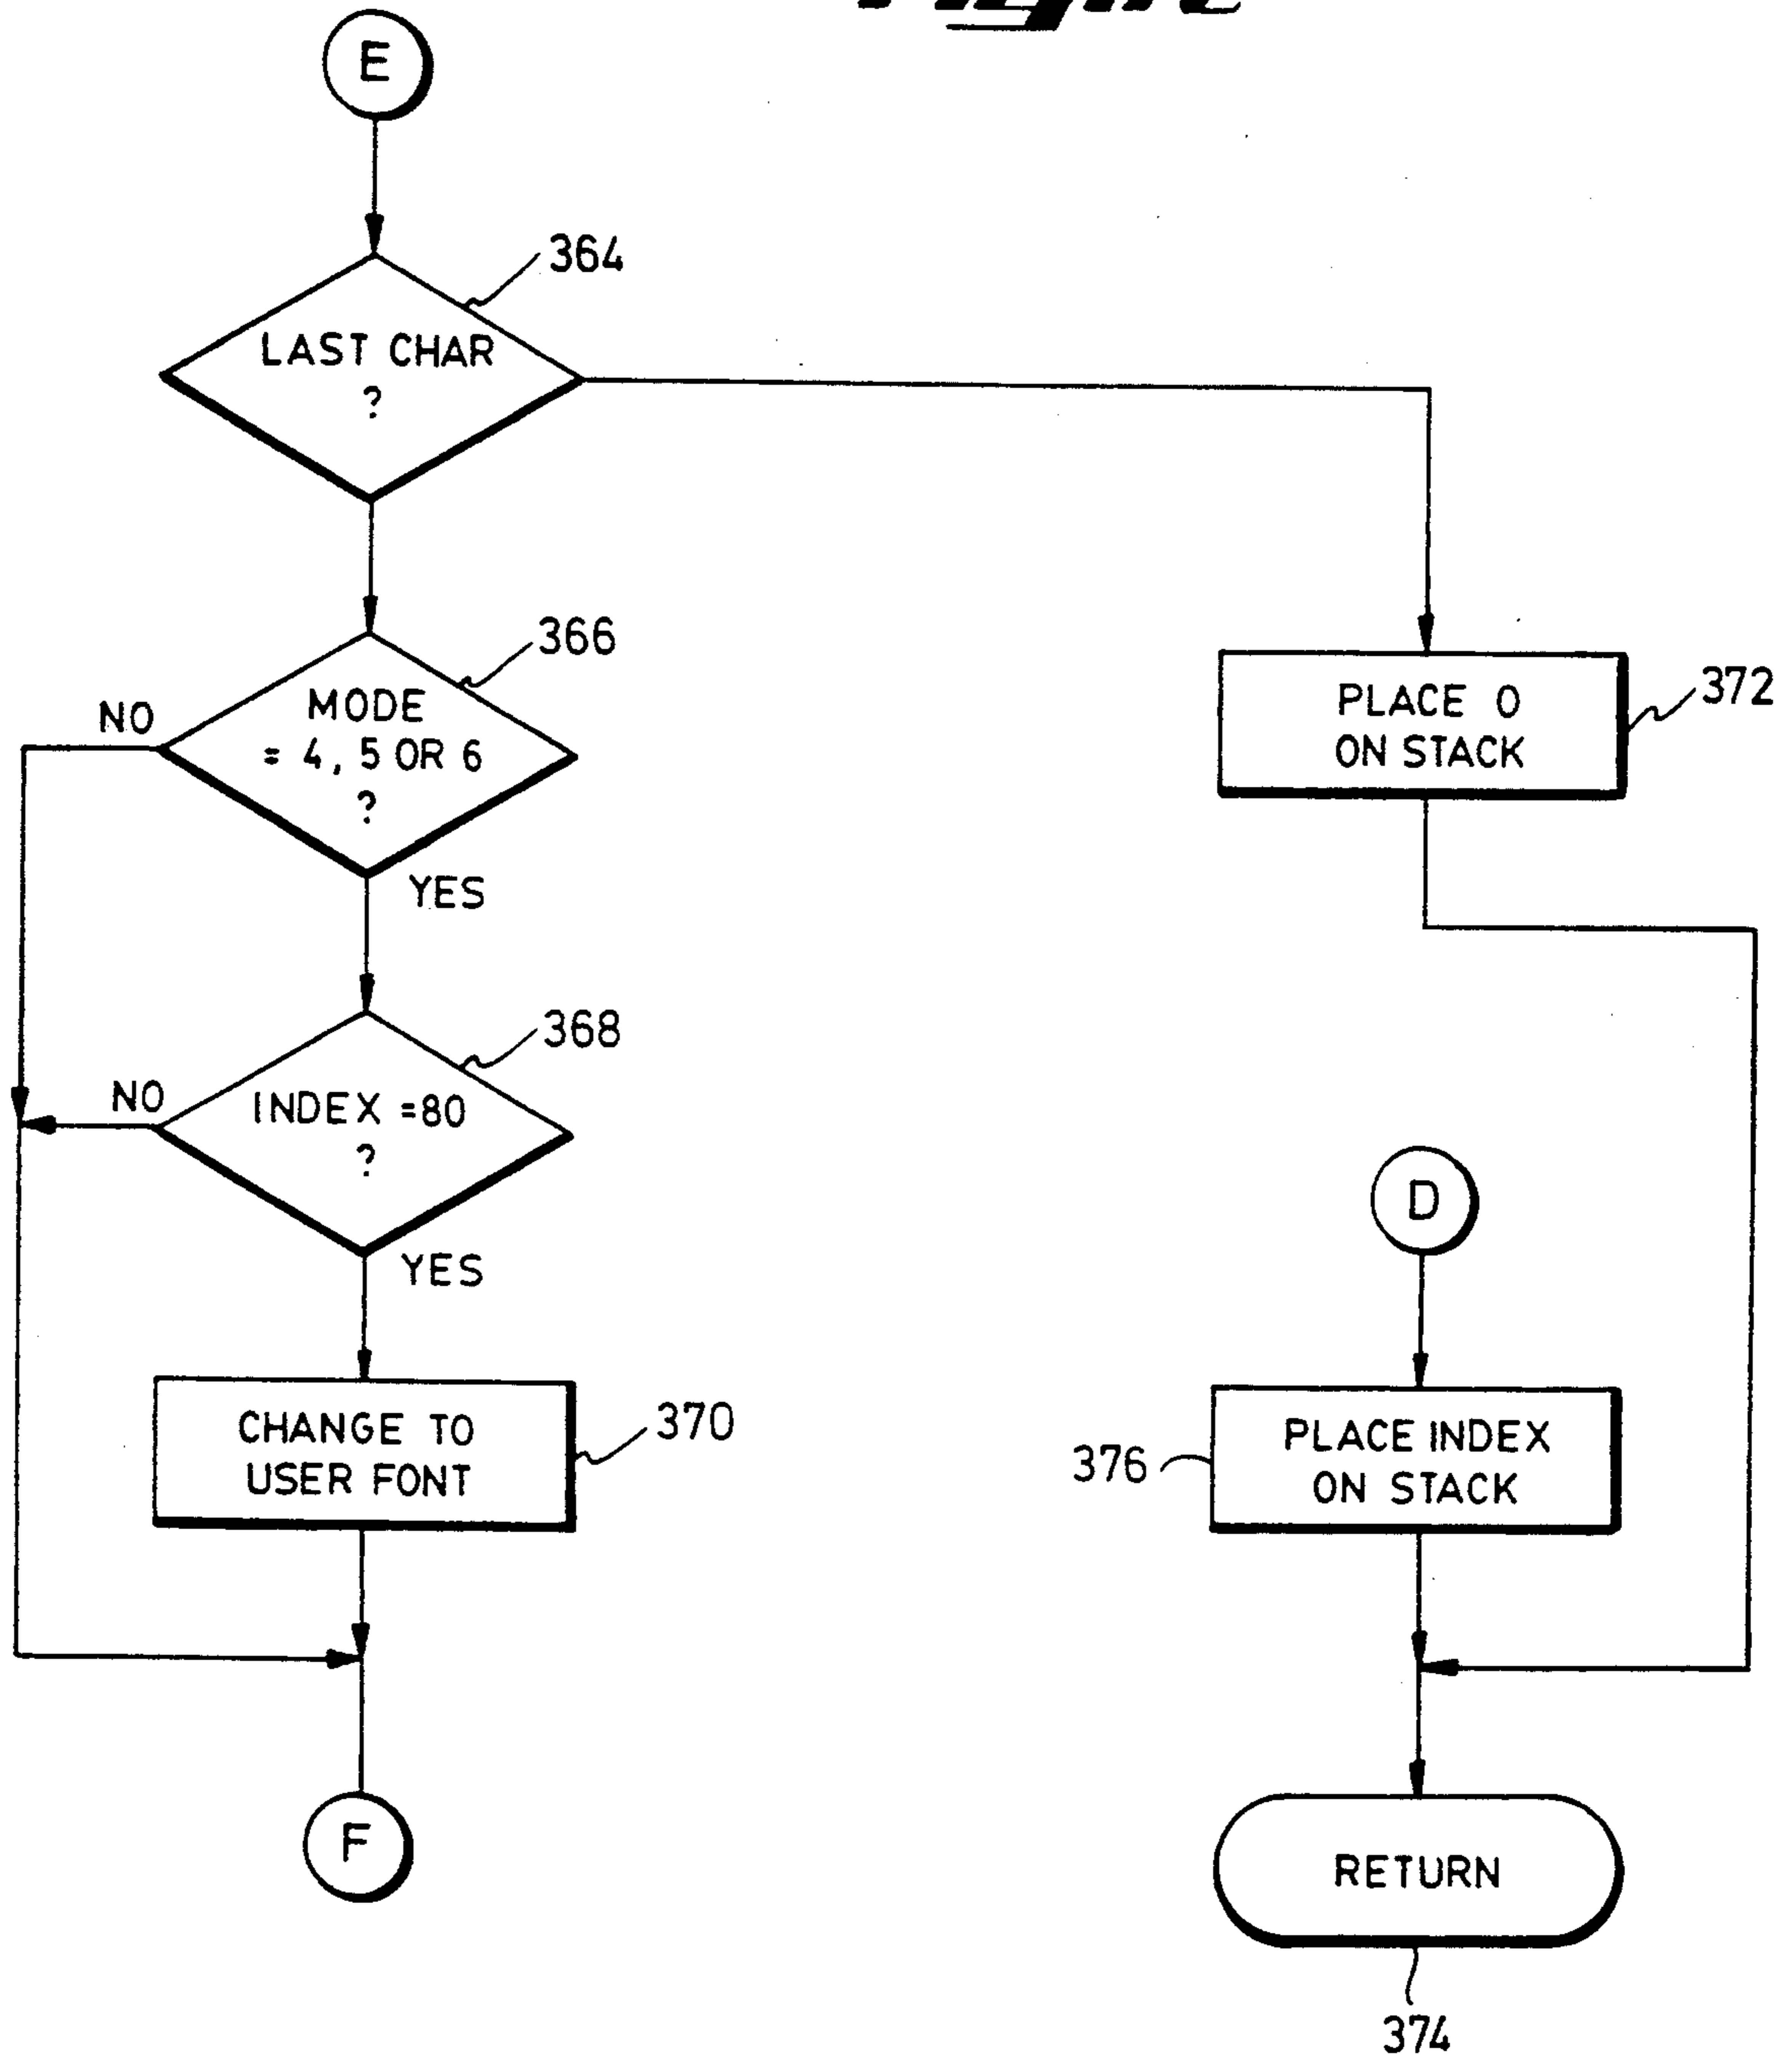 E
364
LAST CHAR
?
366
MODE
= 4, 5 OR 6
?
NO
YES
372
PLACE 0
ON STACK
368
INDEX =80
?
NO
YES
D
370
CHANGE TO
USER FONT
376
PLACE INDEX
ON STACK
F
RETURN
374